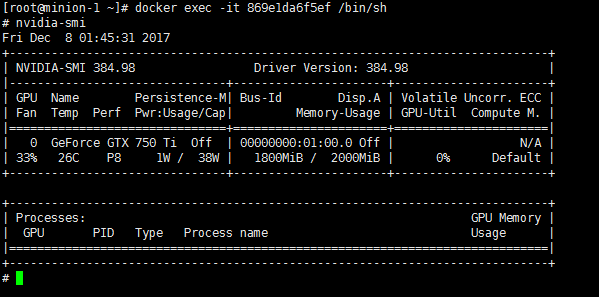 [root@minion-1 ~]# docker exec -it 869e1da6f5ef /bin/sh
# nvidia-smi
Fri Dec  8 01:45:31 2017
+-----------------------------------------------------------------------------+
| NVIDIA-SMI 384.98                 Driver Version: 384.98                    |
|-------------------------------+----------------------+----------------------+
| GPU  Name        Persistence-M| Bus-Id        Disp.A | Volatile Uncorr. ECC |
| Fan  Temp  Perf  Pwr:Usage/Cap|         Memory-Usage | GPU-Util  Compute M. |
|===============================+======================+======================|
|   0  GeForce GTX 750 Ti  Off  | 00000000:01:00.0 Off |                  N/A |
| 33%   26C    P8     1W /  38W |   1800MiB /  2000MiB |      0%      Default |
+-------------------------------+----------------------+----------------------+

+-----------------------------------------------------------------------------+
| Processes:                                                       GPU Memory |
|  GPU       PID   Type   Process name                             Usage      |
|=============================================================================|
+-----------------------------------------------------------------------------+
#